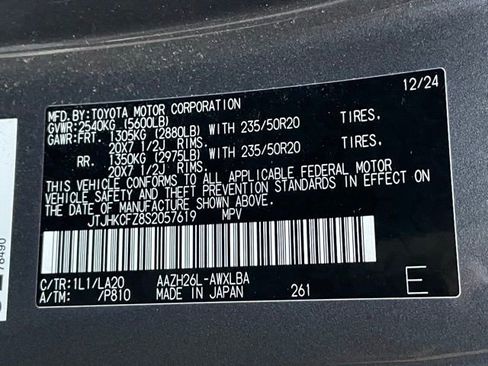 12/24
MFD.BY:TOYOTA MOTOR CORPORATION
GVWR:2540KG (5600LB)
GAWR:FRT. 1305KG (2880LB) WITH 235/50R20 TIRES,
20X7 1/2J RIMS.
RR. 1350KG (2975LB) WITH 235/50R20 TIRES,
20X7 1/2J RIMS.
THIS VEHICLE CONFORMS TO ALL APPLICABLE FEDERAL MOTOR
VEHICLE SAFETY AND THEFT PREVENTION STANDARDS IN EFFECT ON
THE DATE OF MANUFACTURE SHOWN ABOVE.
JTJHKCFZ8S2057619 MPV
C/TR:1L1/LA20 AAZH26L-AWXLBA
A/TM: /P810 MADE IN JAPAN 261 E
78490